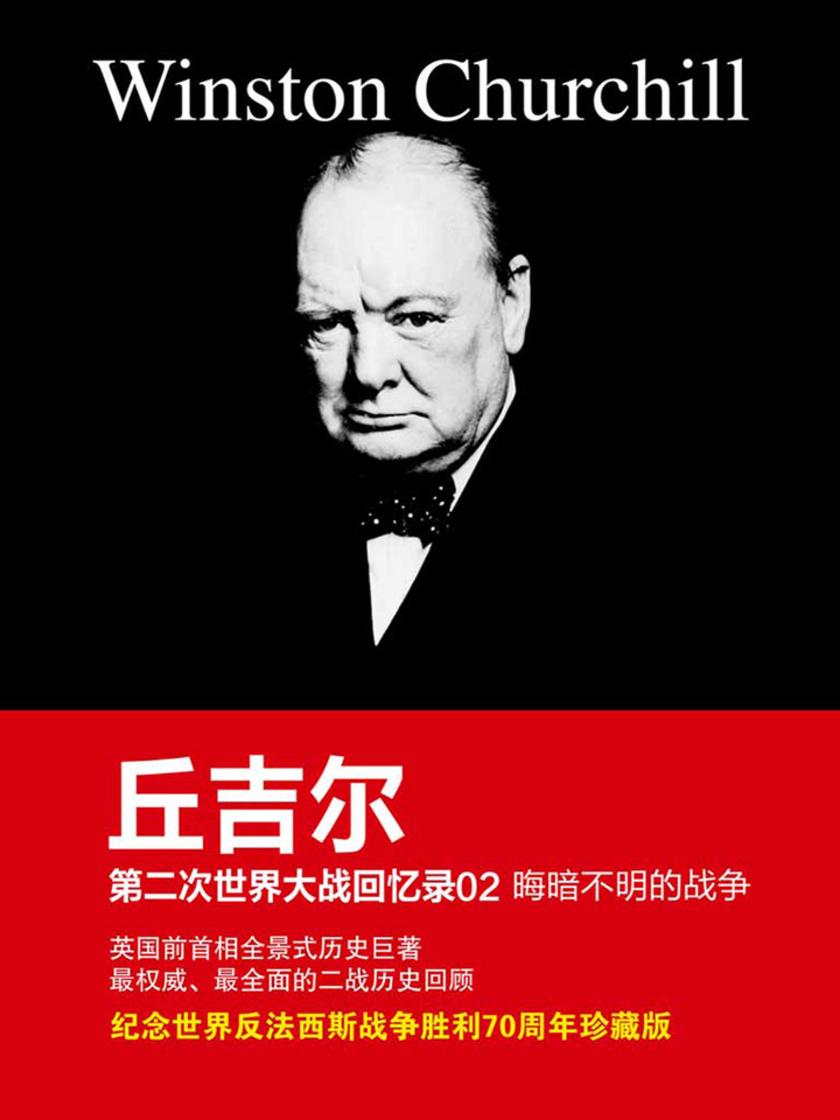 Winston Churchill
丘吉尔
第二次世界大战回忆录02 晦暗不明的战争
英国前首相全景式历史巨著
最权威、最全面的二战历史回顾
纪念世界反法西斯战争胜利70周年珍藏版